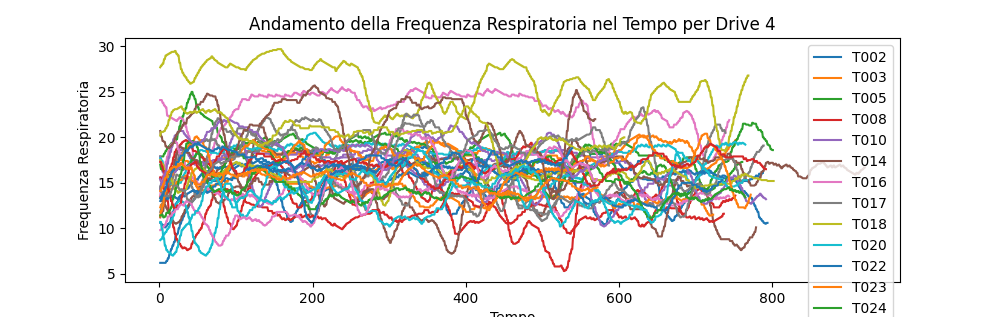 Andamento della Frequenza Respiratoria nel Tempo per Drive 4
Frequenza Respiratoria
30
25
20
15
10
5
0
200
400
600
800
Tempo
T002
T003
T005
T008
T010
T014
T016
T017
T018
T020
T022
T023
T024